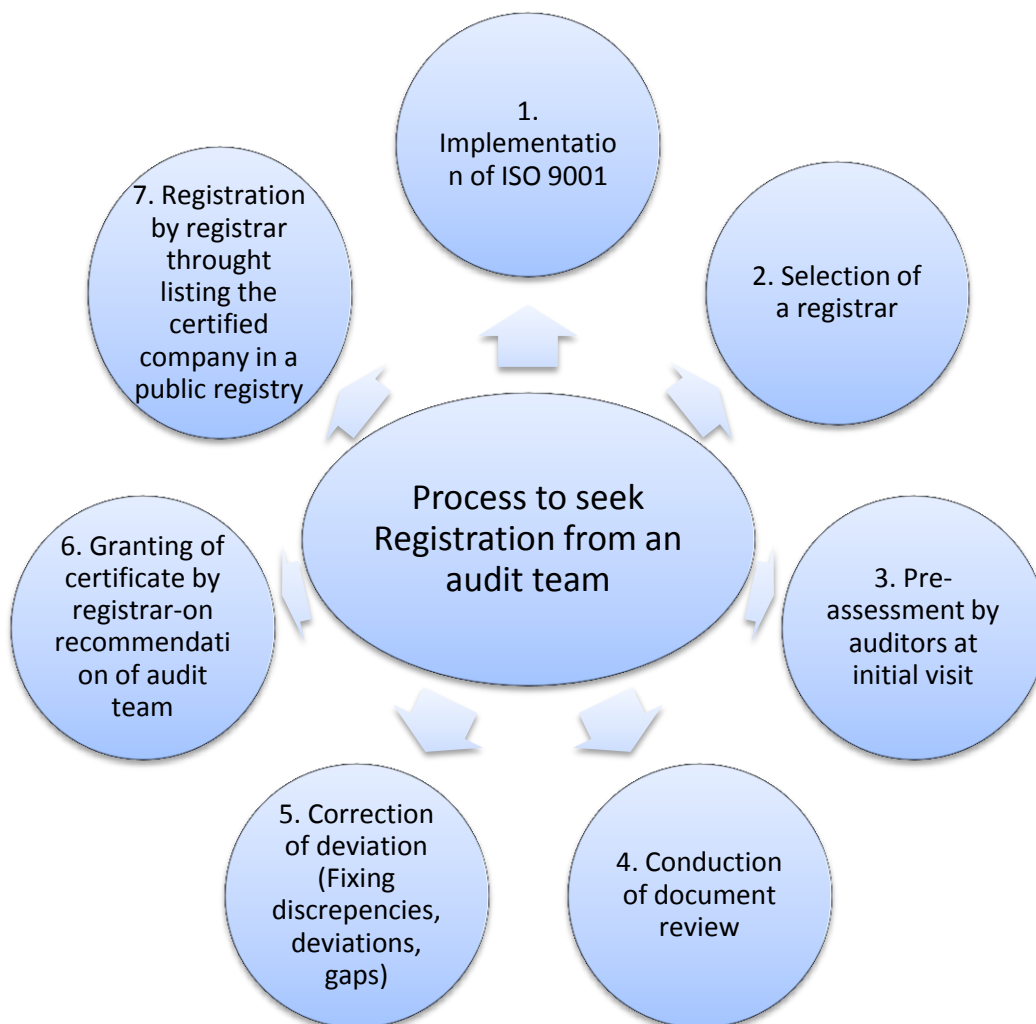 1.
Implementatio
n of ISO 9001
2. Selection of
a registrar
3. Pre-
assessment by
auditors at
initial visit
4. Conduction
of document
review
5. Correction
of deviation
(Fixing
discrepencies,
deviations,
gaps)
6. Granting of
certificate by
registrar-on
recommendati
on of audit
team
7. Registration
by registrar
throught
listing the
certified
company in a
public registry
Process to seek
Registration from an
audit team